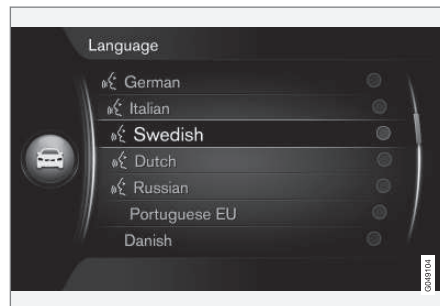 Language
German
Italian
Swedish
Dutch
Russian
Portuguese EU
Danish
G049104